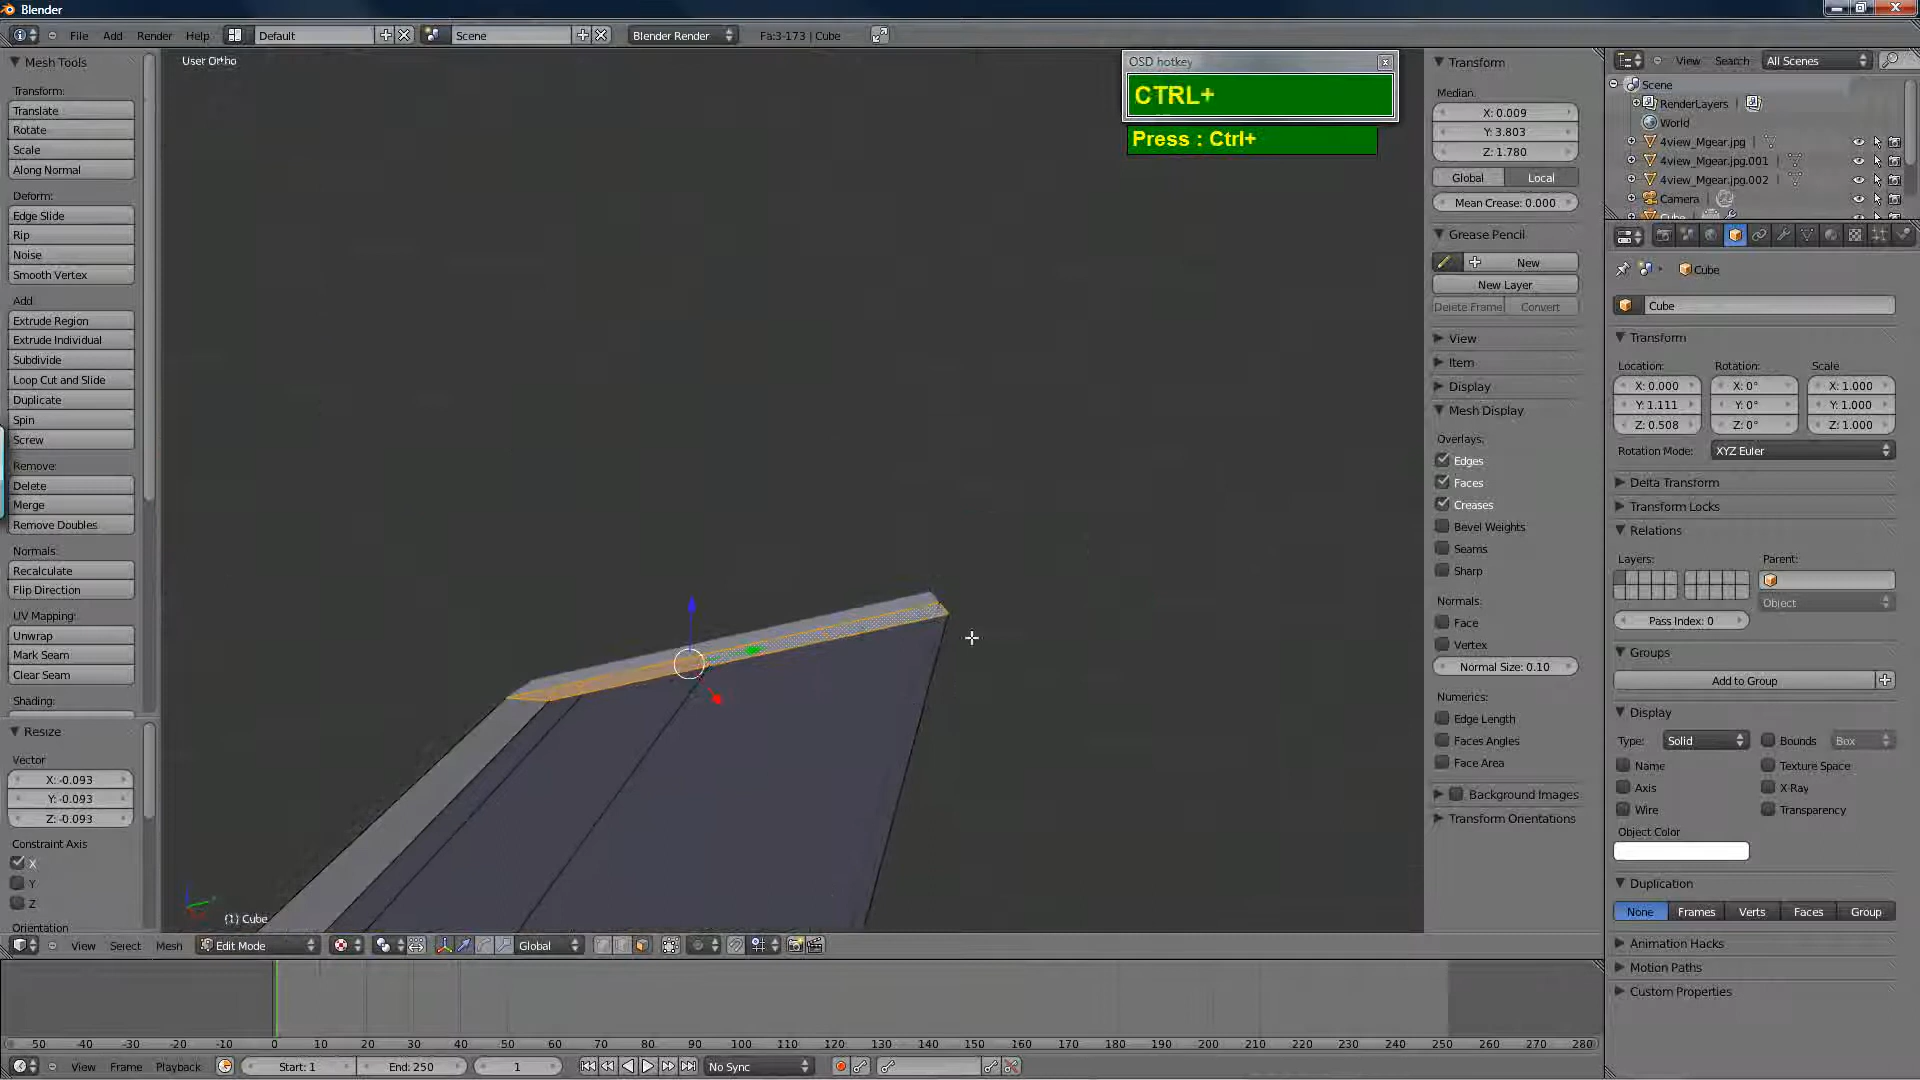 Blender
File Add Render Help Default Scene Blender Render Fa:3-173 | Cube
Mesh Tools
Transform:
Translate
Rotate
Scale
Along Normal
Deform:
Edge Slide
Rip
Noise
Smooth Vertex
Add
Extrude Region
Extrude Individual
Subdivide
Loop Cut and Slide
Duplicate
Spin
Screw
Remove:
Delete
Merge
Remove Doubles
Normals:
Recalculate
Flip Direction
UV Mapping:
Unwrap
Mark Seam
Clear Seam
Shading:
Resize
Vector
X: -0.093
Y: -0.093
Z: -0.093
Constraint Axis
X
Y
Z
Orientation
User Ortho
OSD hotkey
CTRL+
Press : Ctrl+
(1) Cube
View Select Mesh Edit Mode Global
Transform
Median:
X: 0.009
Y: 3.803
Z: 1.780
Global Local
Mean Crease: 0.000
Grease Pencil
New
New Layer
Delete Frame Convert
View
Item
Display
Mesh Display
Overlays:
Edges
Faces
Creases
Bevel Weights
Seams
Sharp
Normals:
Face
Vertex
Normal Size: 0.10
Numerics:
Edge Length
Faces Angles
Face Area
Background Images
Transform Orientations
View Search All Scenes
Scene
RenderLayers
World
4view_Mgear.jpg
4view_Mgear.jpg.001
4view_Mgear.jpg.002
Camera
Cube
Cube
Cube
Transform
Location: Rotation: Scale
X: 0.000 X: 0° X: 1.000
Y: 1.111 Y: 0° Y: 1.000
Z: 0.508 Z: 0° Z: 1.000
Rotation Mode: XYZ Euler
Delta Transform
Transform Locks
Relations
Layers: Parent:
Object
Pass Index: 0
Groups
Add to Group
Display
Type: Solid Bounds Box
Name Texture Space
Axis X-Ray
Wire Transparency
Object Color
Duplication
None Frames Verts Faces Group
Animation Hacks
Motion Paths
Custom Properties
-50 -40 -30 -20 -10 0 10 20 30 40 50 60 70 80 90 100 110 120 130 140 150 160 170 180 190 200 210 220 230 240 250 260 270 280
View Frame Playback Start: 1 End: 250 1 No Sync